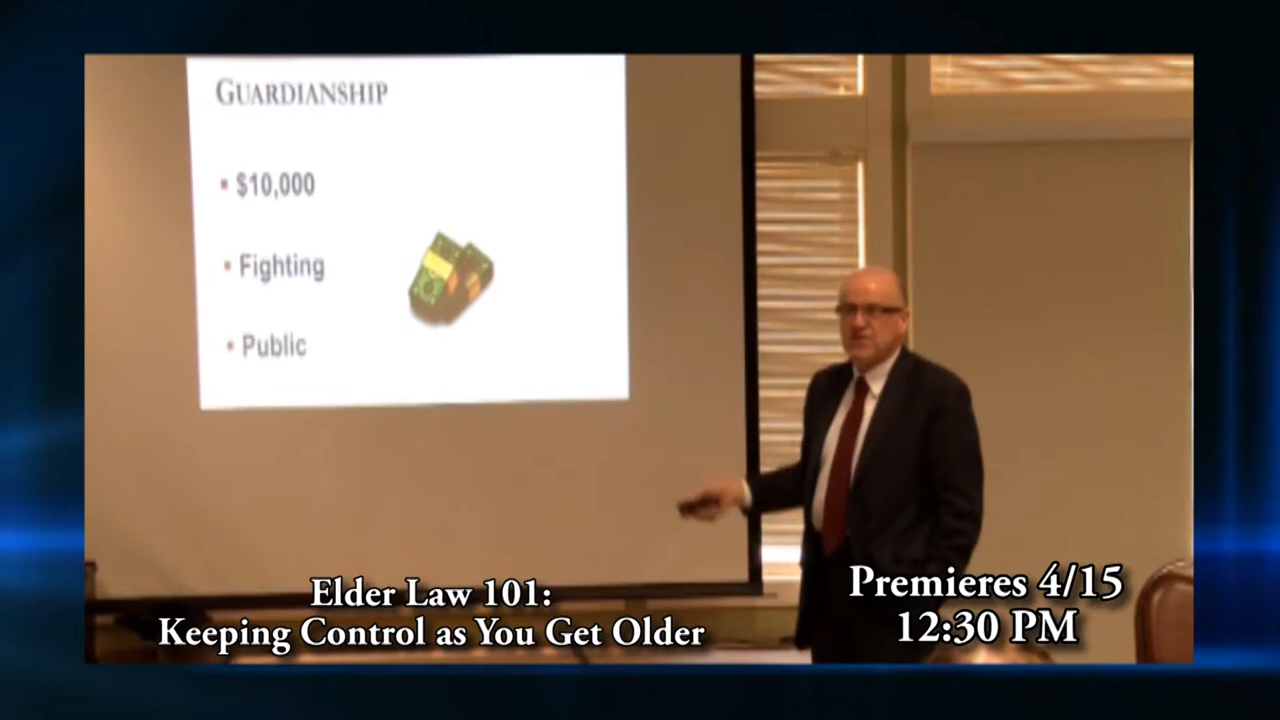 GUARDIANSHIP
▪ $10,000
▪ Fighting
▪ Public
Elder Law 101:
Keeping Control as You Get Older
Premieres 4/15
12:30 PM